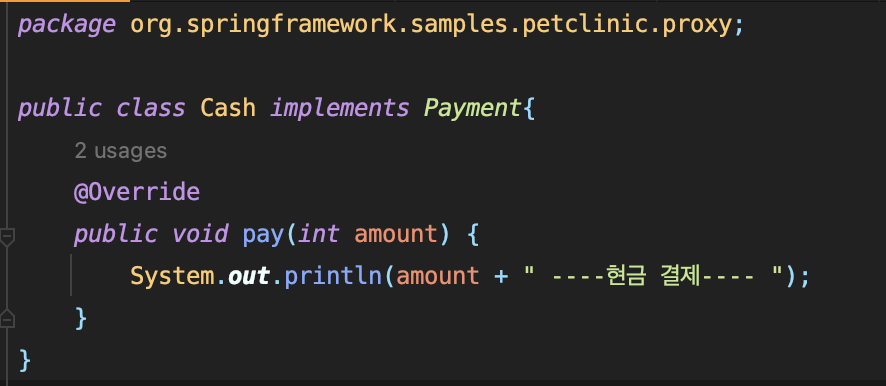 package org.springframework.samples.petclinic.proxy;
public class Cash implements Payment{
2 usages
@Override
public void pay(int amount) {
System.out.println(amount + " ----현금 결제---- ");
}
}